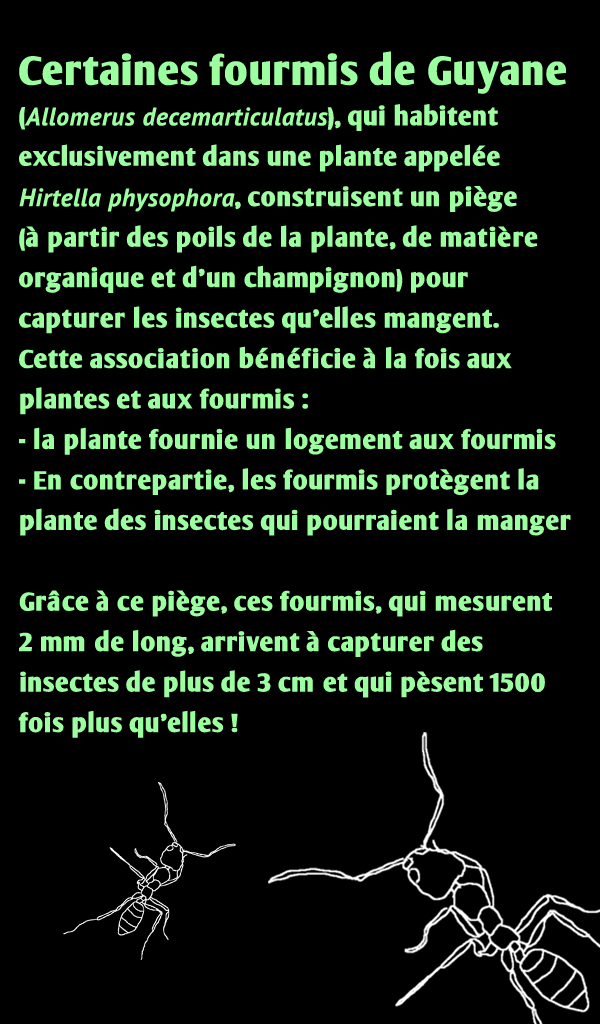 Certaines fourmis de Guyane
(Allomerus decemarticulatus), qui habitent
exclusivement dans une plante appelée
Hirtella physophora, construisent un piège
(à partir des poils de la plante, de matière
organique et d’un champignon) pour
capturer les insectes qu’elles mangent.
Cette association bénéficie à la fois aux
plantes et aux fourmis :
- la plante fournie un logement aux fourmis
- En contrepartie, les fourmis protègent la
plante des insectes qui pourraient la manger
Grâce à ce piège, ces fourmis, qui mesurent
2 mm de long, arrivent à capturer des
insectes de plus de 3 cm et qui pèsent 1500
fois plus qu’elles !